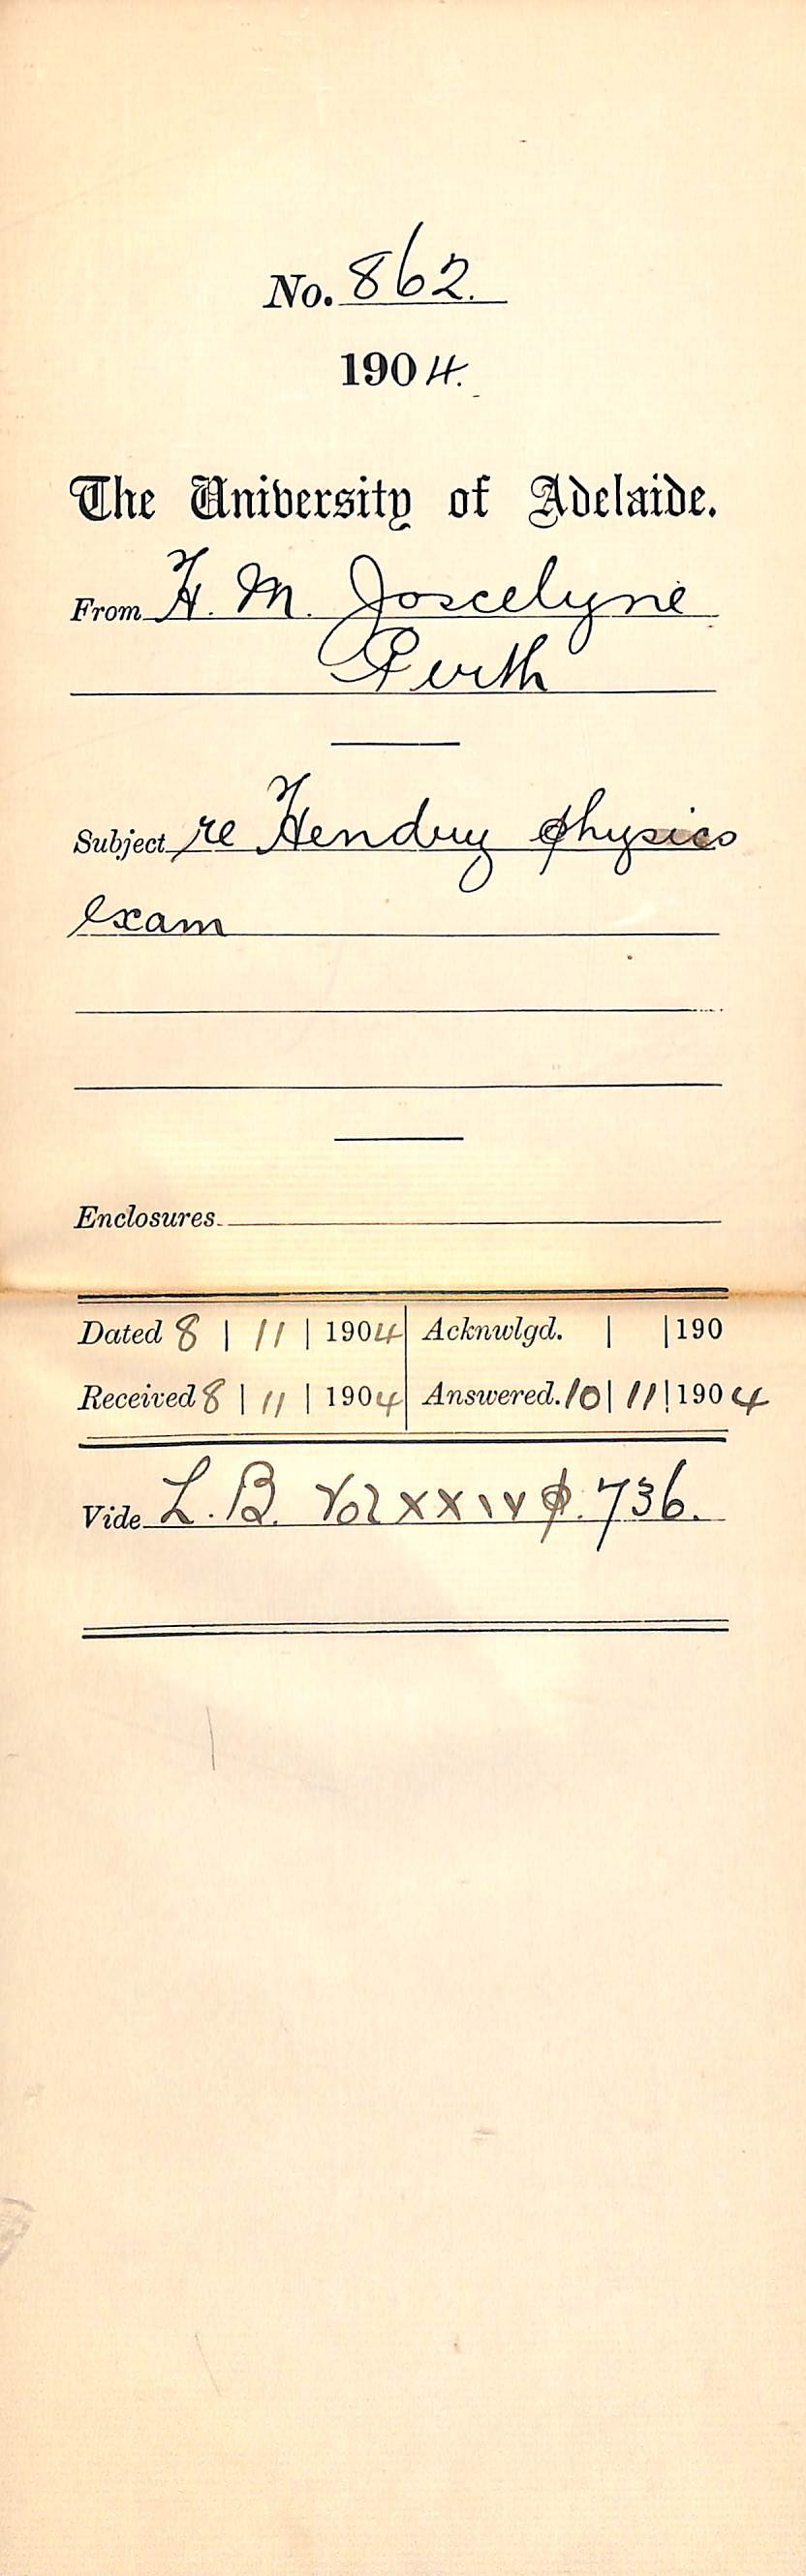 No. 862.
1904.
The University of Adelaide.
From H. M. Joscelyne
Perth
Subject re Hendry physics
exam
Enclosures
Dated 8 | 11 | 1904 Acknwlgd. | | 190
Received 8 | 11 | 1904 Answered. 10 | 11 | 1904
Vide L. B. Vol xxiv p. 736.